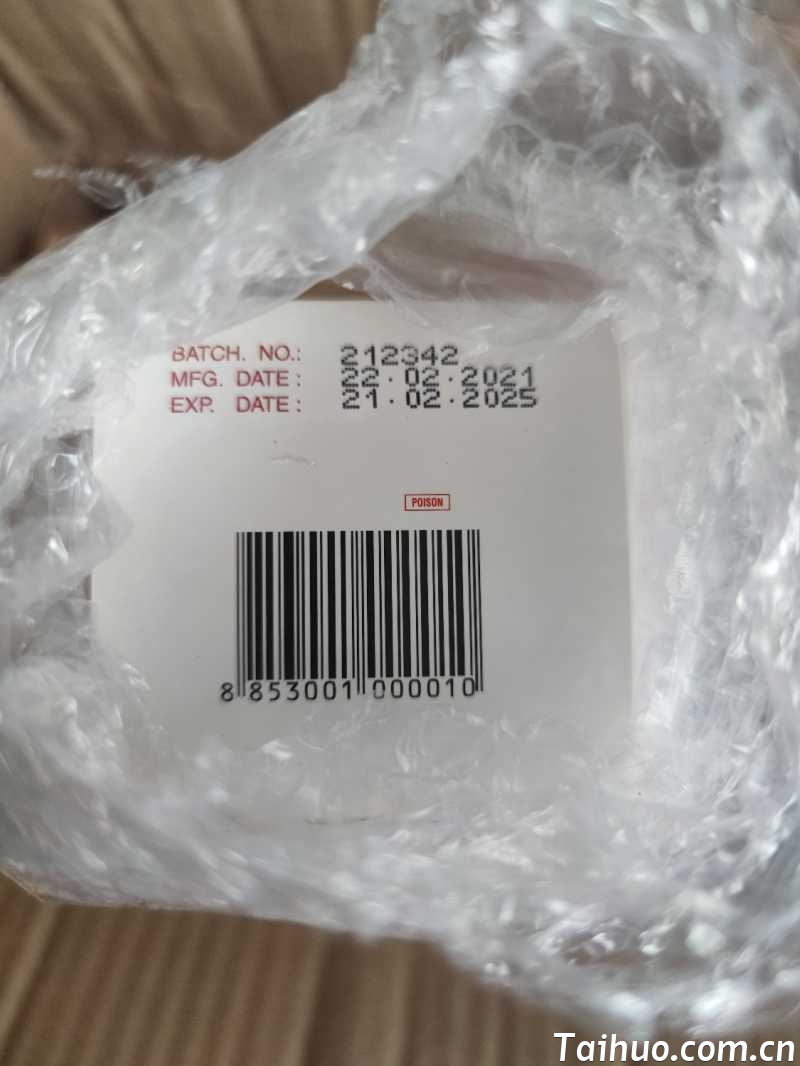 BATCH. NO.: 212342
MFG. DATE: 22·02·2021
EXP. DATE: 21·02·2025
POISON
8 853001 000010
Taihuo.com.cn